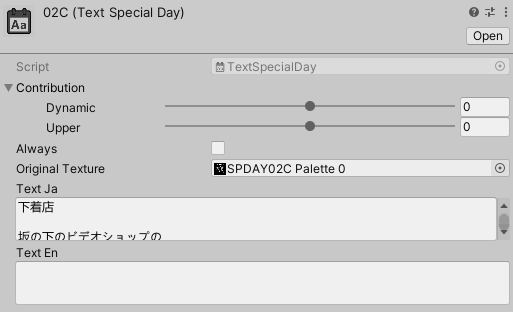 02C (Text Special Day)
Open
Script
TextSpecialDay
Contribution
Dynamic
0
Upper
0
Always
Original Texture
SPDAY02C Palette 0
Text Ja
下着店
坂の下のビデオショップの
Text En